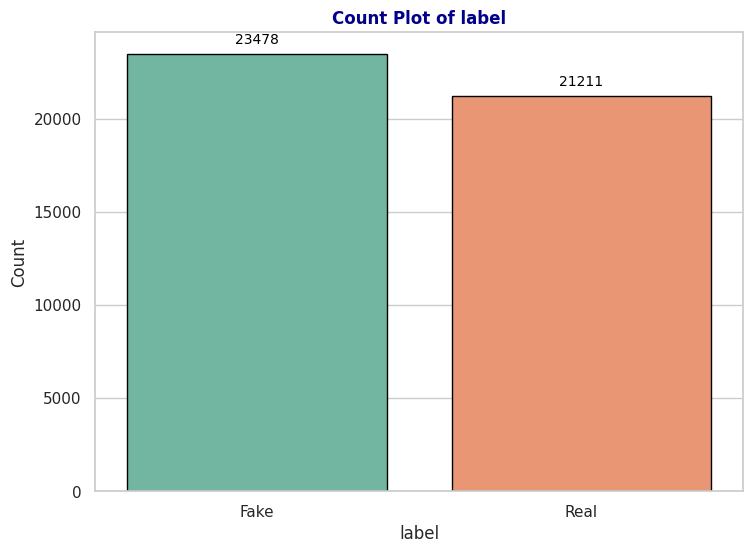 Count Plot of label
23478
21211
20000
15000
10000
5000
0
Count
Fake
Real
label